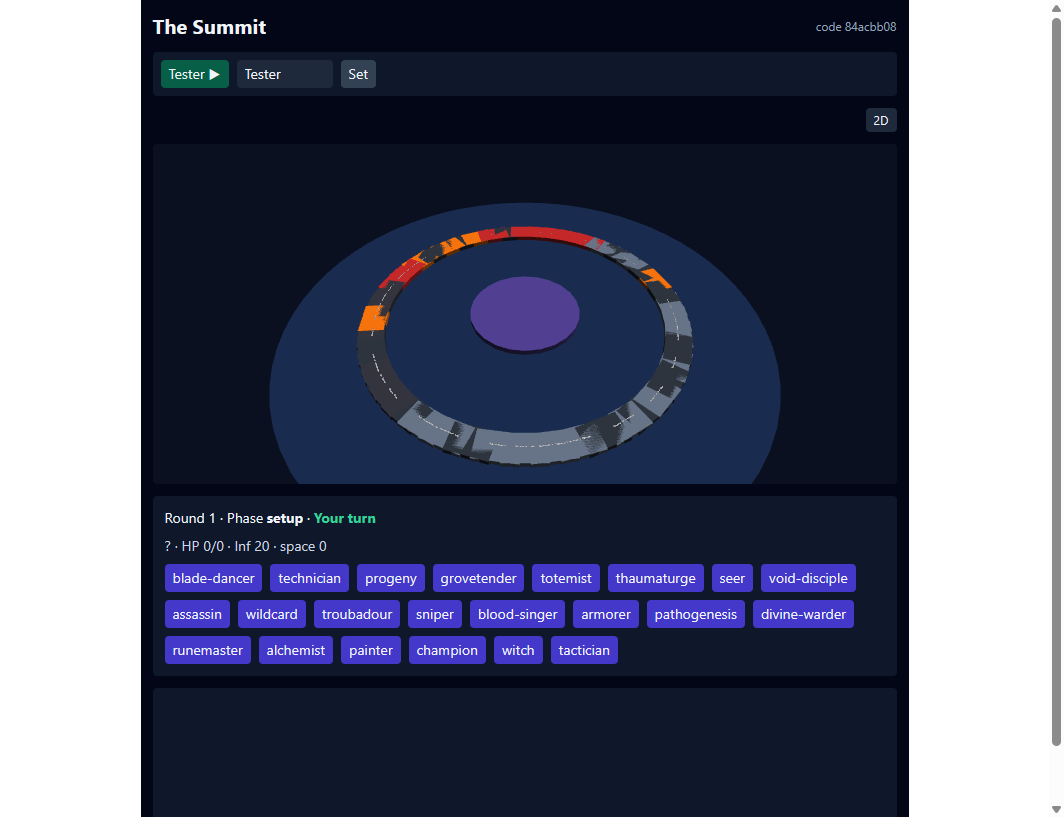 The Summit
code 84acbb08
Tester ▶ Tester Set
2D
Round 1 · Phase setup · Your turn
? · HP 0/0 · Inf 20 · space 0
blade-dancer technician progeny grovetender totemist thaumaturge seer void-disciple
assassin wildcard troubadour sniper blood-singer armorer pathogenesis divine-warder
runemaster alchemist painter champion witch tactician